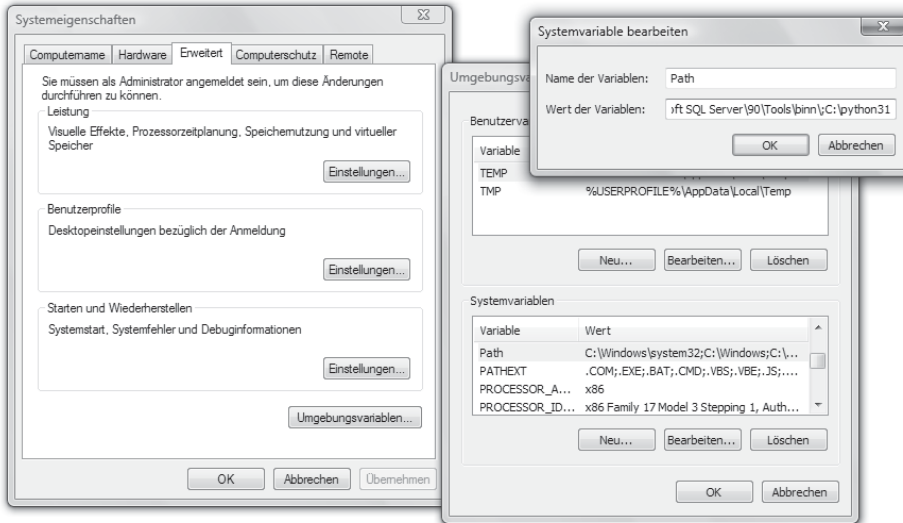 Systemeigenschaften
Computername Hardware Erweitert Computerschutz Remote
Sie müssen als Administrator angemeldet sein, um diese Änderungen
durchführen zu können.
Leistung
Visuelle Effekte, Prozessorzeitplanung, Speichernutzung und virtueller
Speicher
Einstellungen...
Benutzerprofile
Desktopeinstellungen bezüglich der Anmeldung
Einstellungen...
Starten und Wiederherstellen
Systemstart, Systemfehler und Debuginformationen
Einstellungen...
Umgebungsvariablen...
OK Abbrechen Übernehmen
Umgebungsva
Benutzerva
Variable
TEMP
TMP %USERPROFILE%\AppData\Local\Temp
Neu... Bearbeiten... Löschen
Systemvariablen
Variable Wert
Path C:\Windows\system32;C:\Windows;C:\...
PATHEXT .COM;.EXE;.BAT;.CMD;.VBS;.VBE;.JS;....
PROCESSOR_A... x86
PROCESSOR_ID... x86 Family 17 Model 3 Stepping 1, Auth...
Neu... Bearbeiten... Löschen
OK Abbrechen
Systemvariable bearbeiten
Name der Variablen: Path
Wert der Variablen: oft SQL Server\90\Tools\binn\;C:\python31
OK Abbrechen